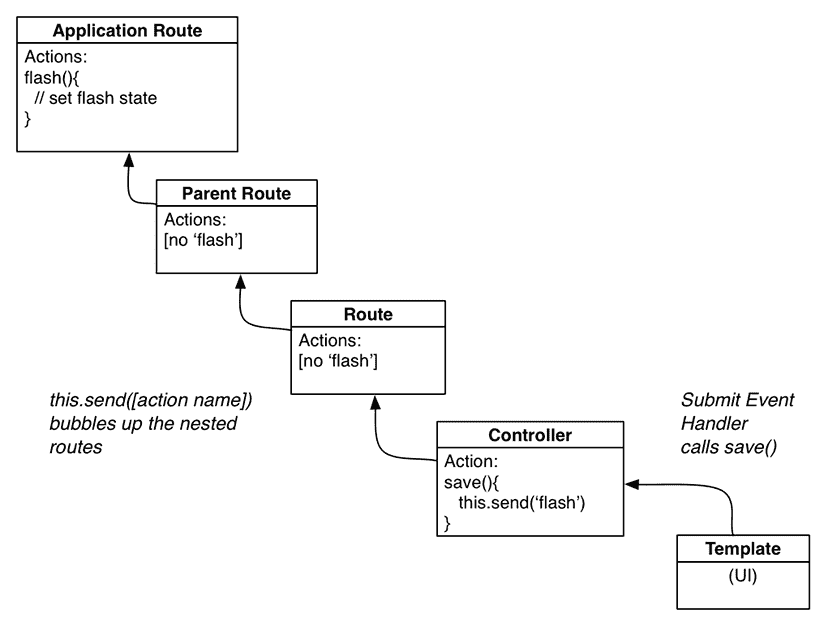 Application Route
Actions:
flash(){
// set flash state
}
Parent Route
Actions:
[no ‘flash’]
Route
Actions:
[no ‘flash’]
this.send([action name])
bubbles up the nested
routes
Submit Event
Handler
calls save()
Controller
Action:
save(){
this.send(‘flash’)
}
Template
(UI)